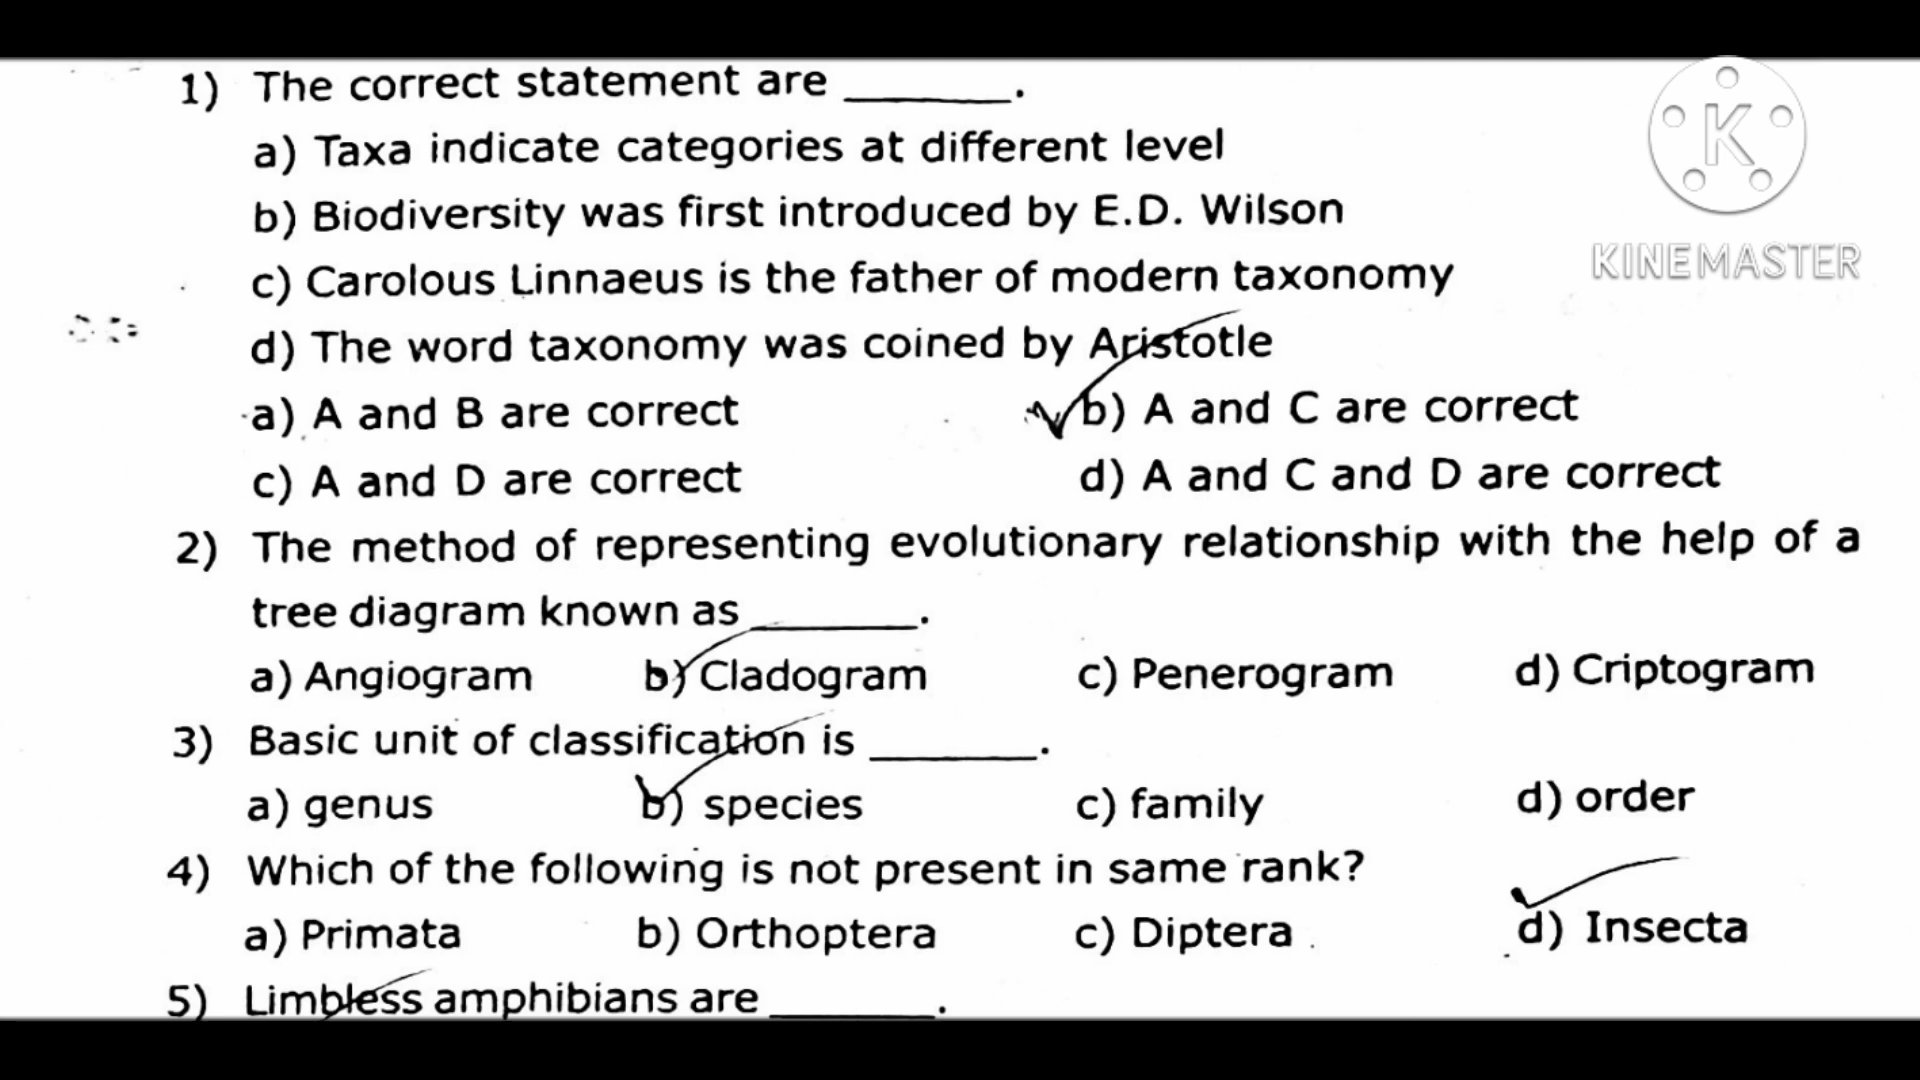 1) The correct statement are ________.
a) Taxa indicate categories at different level
b) Biodiversity was first introduced by E.D. Wilson
c) Carolous Linnaeus is the father of modern taxonomy
d) The word taxonomy was coined by Aristotle
a) A and B are correct b) A and C are correct
c) A and D are correct d) A and C and D are correct
2) The method of representing evolutionary relationship with the help of a
tree diagram known as ________.
a) Angiogram b) Cladogram c) Penerogram d) Criptogram
3) Basic unit of classification is ________.
a) genus b) species c) family d) order
4) Which of the following is not present in same rank?
a) Primata b) Orthoptera c) Diptera d) Insecta
5) Limbless amphibians are ________.
K
KINEMASTER